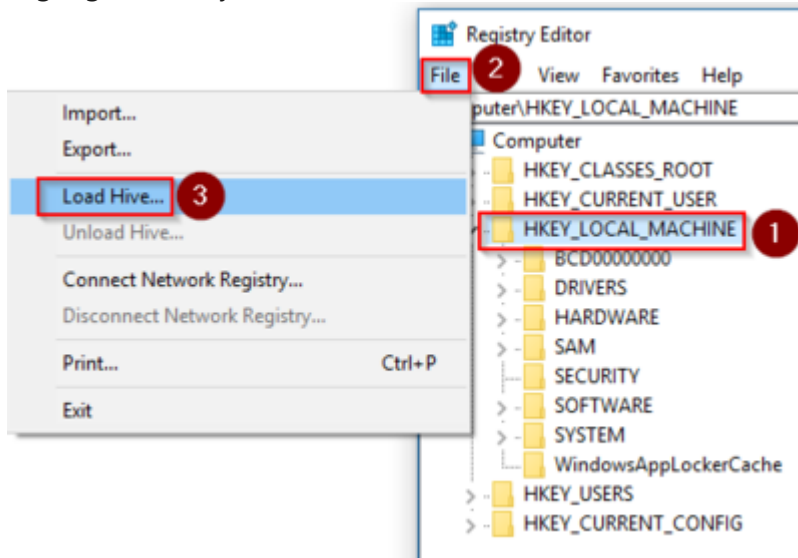 Registry Editor
File 2 View Favorites Help
puter\HKEY_LOCAL_MACHINE
Import...
Export...
Load Hive... 3
Unload Hive...
Connect Network Registry...
Disconnect Network Registry...
Print... Ctrl+P
Exit
Computer
HKEY_CLASSES_ROOT
HKEY_CURRENT_USER
HKEY_LOCAL_MACHINE 1
BCD00000000
DRIVERS
HARDWARE
SAM
SECURITY
SOFTWARE
SYSTEM
WindowsAppLockerCache
HKEY_USERS
HKEY_CURRENT_CONFIG